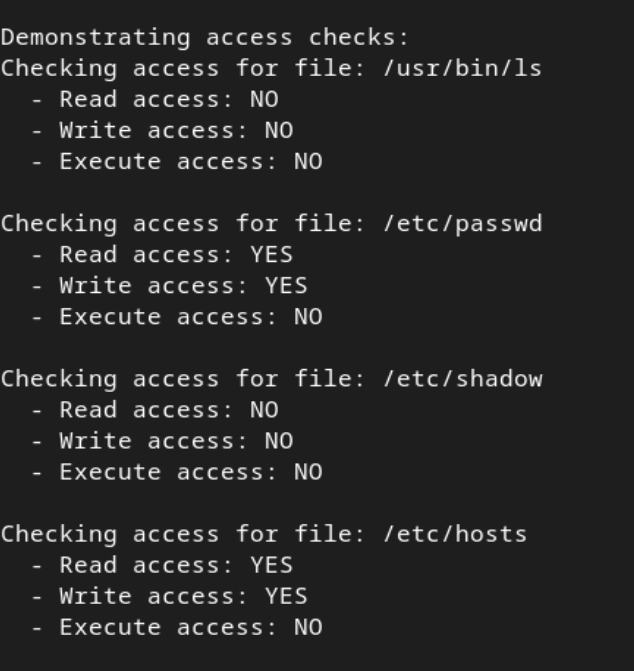 Demonstrating access checks:
Checking access for file: /usr/bin/ls
  - Read access: NO
  - Write access: NO
  - Execute access: NO

Checking access for file: /etc/passwd
  - Read access: YES
  - Write access: YES
  - Execute access: NO

Checking access for file: /etc/shadow
  - Read access: NO
  - Write access: NO
  - Execute access: NO

Checking access for file: /etc/hosts
  - Read access: YES
  - Write access: YES
  - Execute access: NO